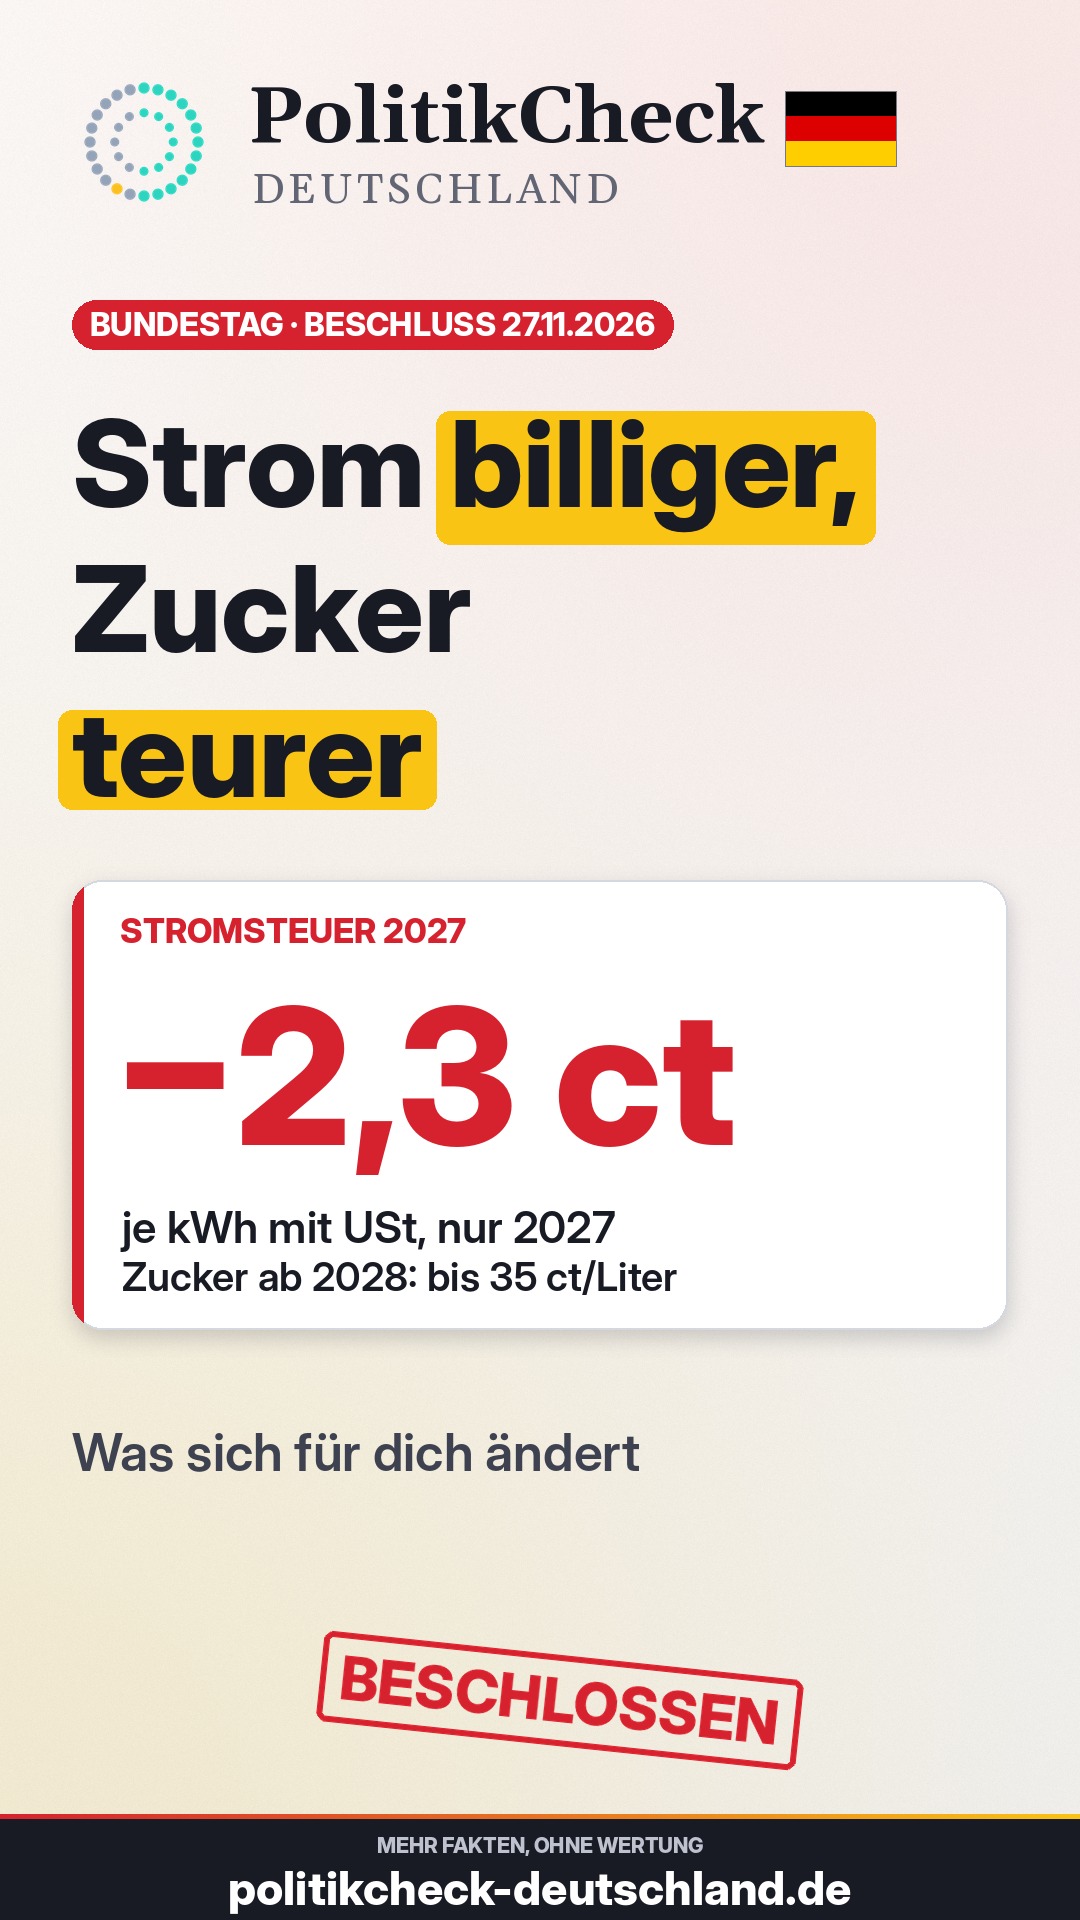 PolitikCheck
DEUTSCHLAND
BUNDESTAG · BESCHLUSS 27.11.2026
Strom billiger,
Zucker
teurer
STROMSTEUER 2027
−2,3 ct
je kWh mit USt, nur 2027
Zucker ab 2028: bis 35 ct/Liter
Was sich für dich ändert
BESCHLOSSEN
MEHR FAKTEN, OHNE WERTUNG
politikcheck-deutschland.de